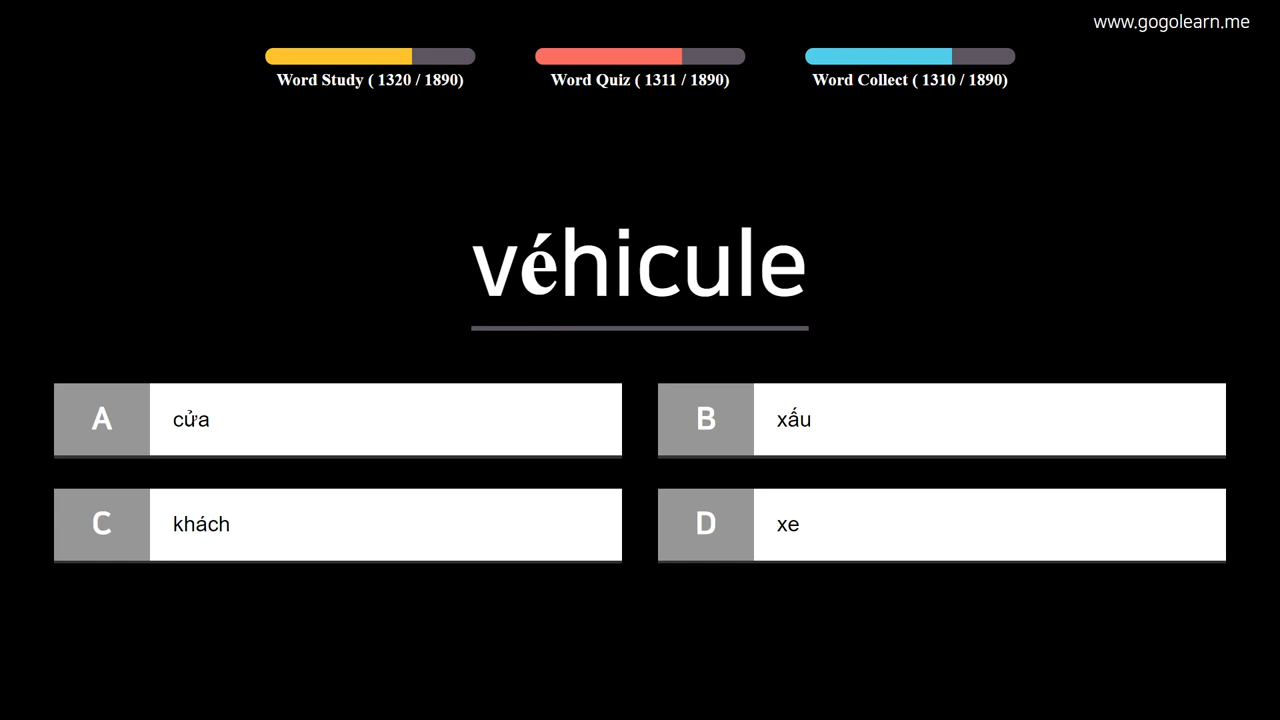 www.gogolearn.me
Word Study ( 1320 / 1890)
Word Quiz ( 1311 / 1890)
Word Collect ( 1310 / 1890)
véhicule
A cửa
B xấu
C khách
D xe